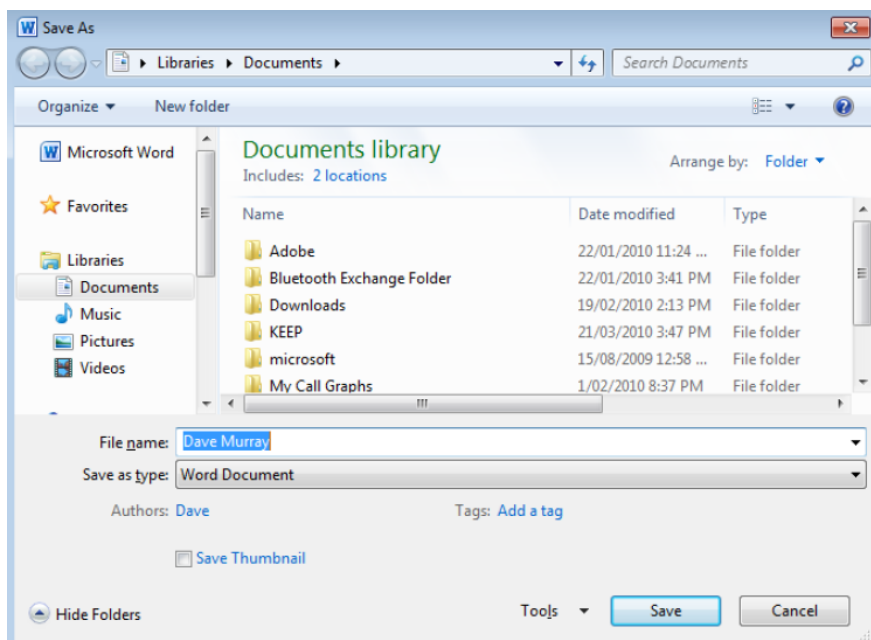 Save As
Libraries Documents
Search Documents
Organize New folder
Microsoft Word
Favorites
Libraries
Documents
Music
Pictures
Videos
Documents library
Includes: 2 locations
Arrange by: Folder
Name Date modified Type
Adobe 22/01/2010 11:24 ... File folder
Bluetooth Exchange Folder 22/01/2010 3:41 PM File folder
Downloads 19/02/2010 2:13 PM File folder
KEEP 21/03/2010 3:47 PM File folder
microsoft 15/08/2009 12:58 ... File folder
My Call Graphs 1/02/2010 8:37 PM File folder
File name: Dave Murray
Save as type: Word Document
Authors: Dave Tags: Add a tag
Save Thumbnail
Hide Folders Tools Save Cancel